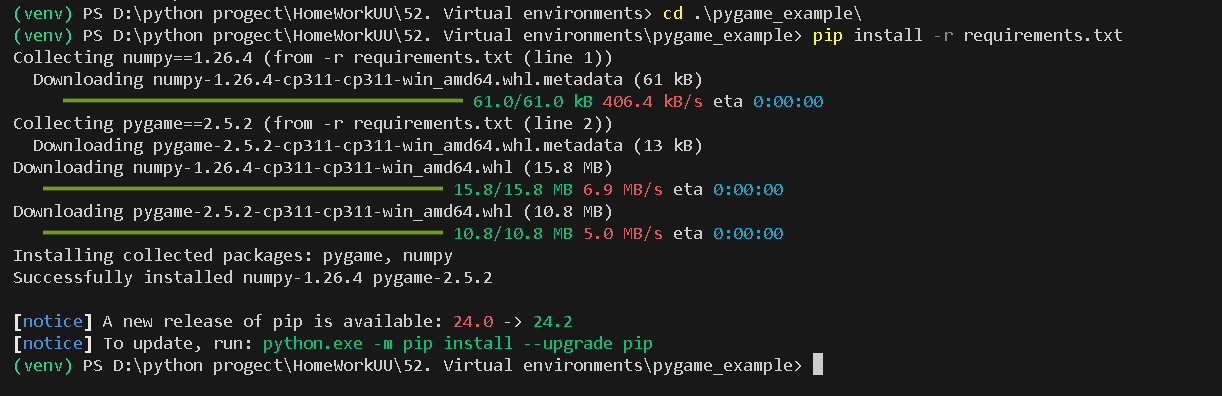 (venv) PS D:\python progect\HomeWorkUU\52. Virtual environments> cd .\pygame_example\
(venv) PS D:\python progect\HomeWorkUU\52. Virtual environments\pygame_example> pip install -r requirements.txt
Collecting numpy==1.26.4 (from -r requirements.txt (line 1))
  Downloading numpy-1.26.4-cp311-cp311-win_amd64.whl.metadata (61 kB)
61.0/61.0 kB 406.4 kB/s eta 0:00:00
Collecting pygame==2.5.2 (from -r requirements.txt (line 2))
  Downloading pygame-2.5.2-cp311-cp311-win_amd64.whl.metadata (13 kB)
Downloading numpy-1.26.4-cp311-cp311-win_amd64.whl (15.8 MB)
15.8/15.8 MB 6.9 MB/s eta 0:00:00
Downloading pygame-2.5.2-cp311-cp311-win_amd64.whl (10.8 MB)
10.8/10.8 MB 5.0 MB/s eta 0:00:00
Installing collected packages: pygame, numpy
Successfully installed numpy-1.26.4 pygame-2.5.2
[notice] A new release of pip is available: 24.0 -> 24.2
[notice] To update, run: python.exe -m pip install --upgrade pip
(venv) PS D:\python progect\HomeWorkUU\52. Virtual environments\pygame_example>